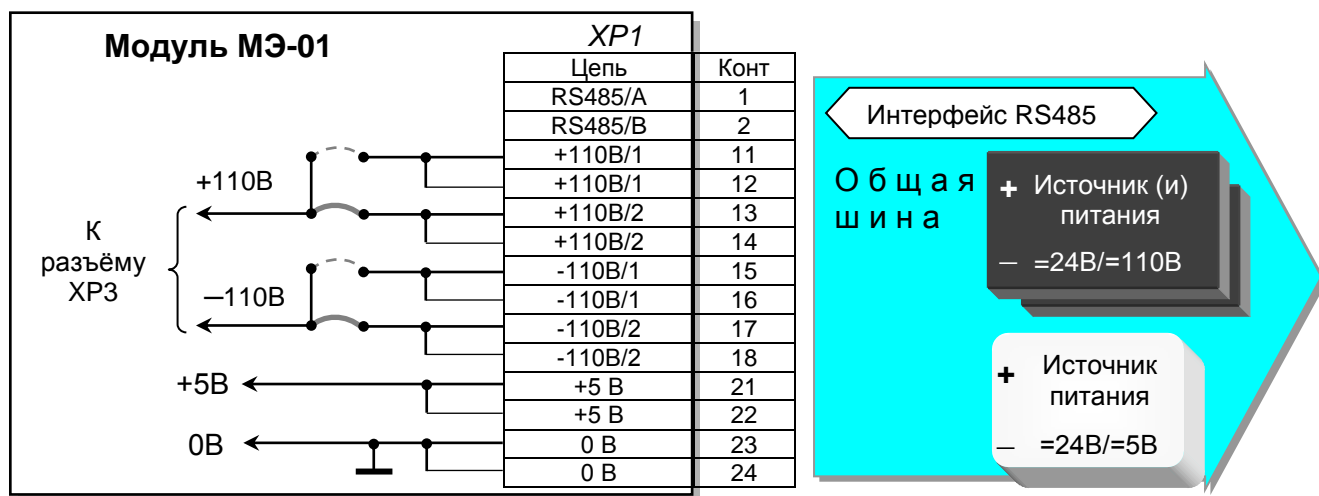 Модуль МЭ-01
XP1
Цепь Конт
RS485/A 1
RS485/B 2
+110В/1 11
+110В/1 12
+110В/2 13
+110В/2 14
-110В/1 15
-110В/1 16
-110В/2 17
-110В/2 18
+5 В 21
+5 В 22
0 В 23
0 В 24
+110В
К
разъёму
XP3
—110В
+5В
0В
Интерфейс RS485
Общая
шина
+ Источник (и)
питания
— =24В/=110В
+ Источник
питания
— =24В/=5В